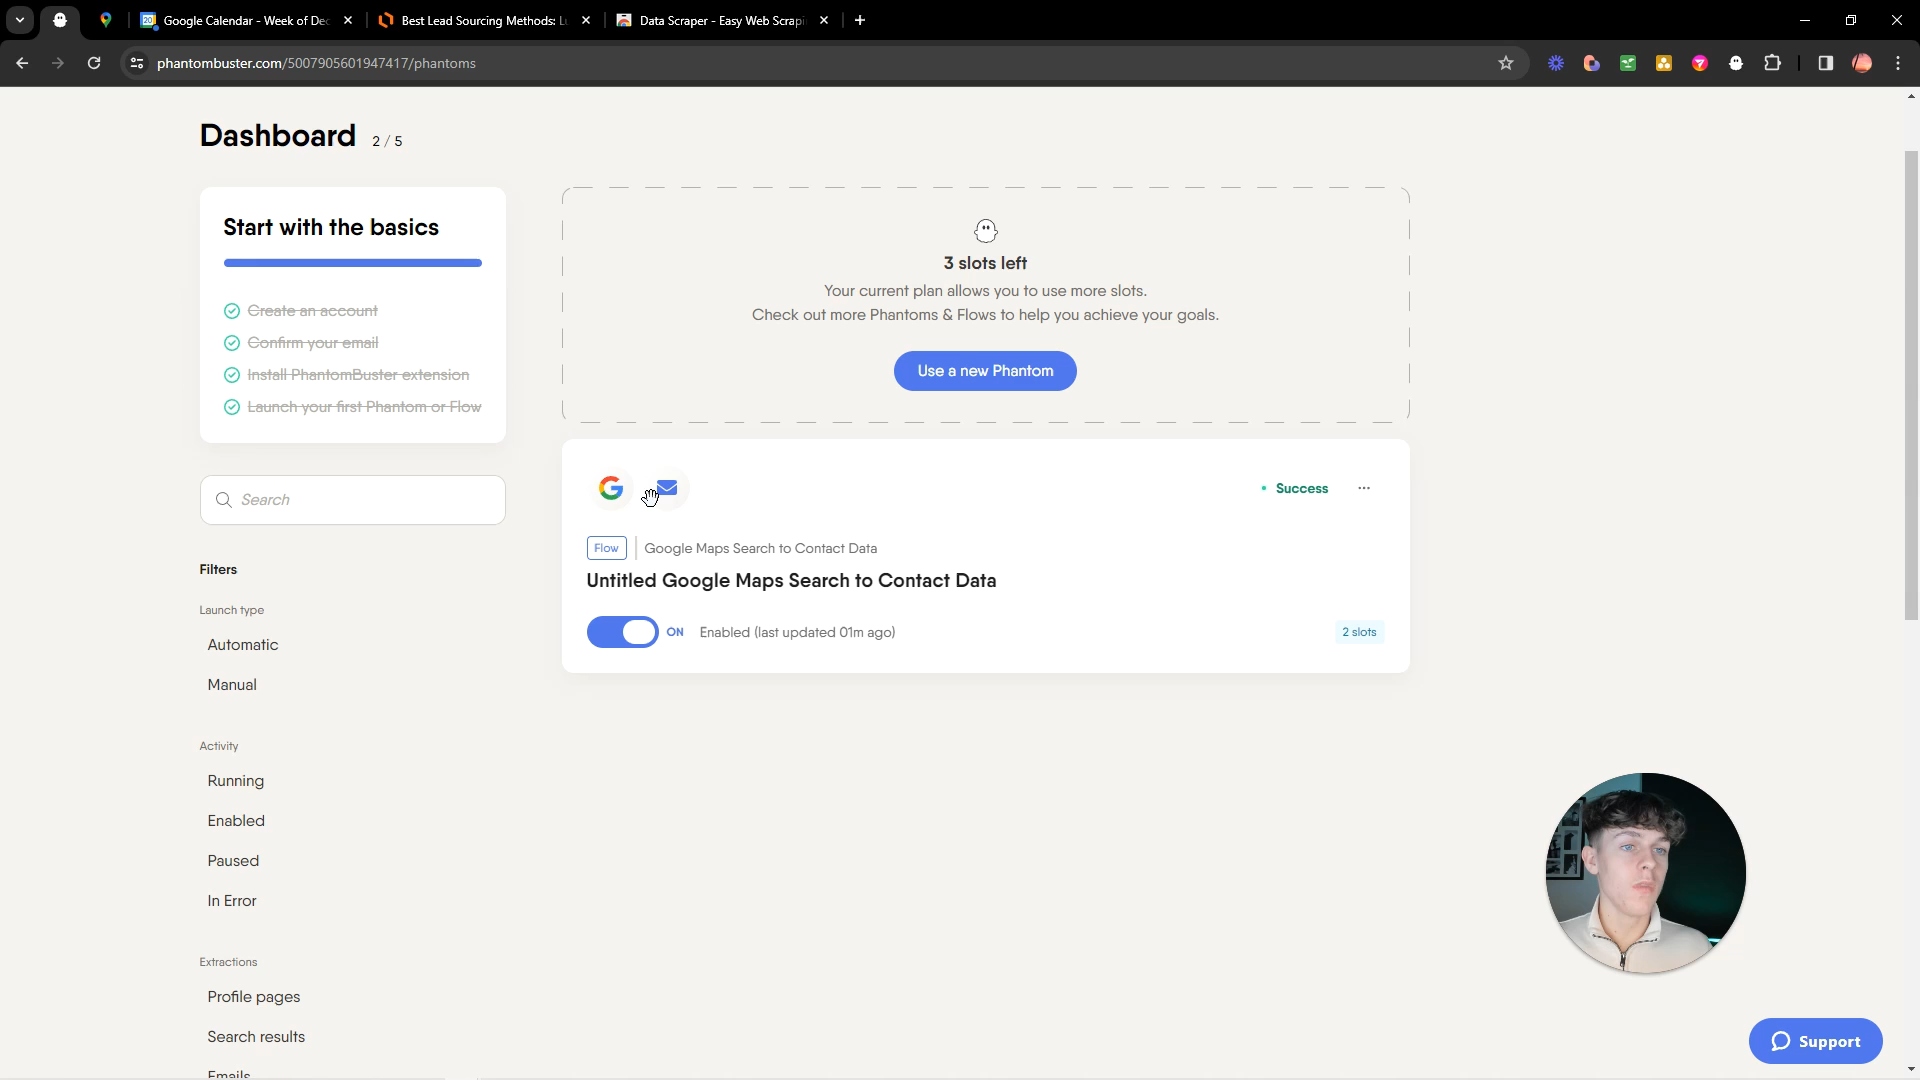 Google Calendar - Week of Dec
Best Lead Sourcing Methods: Lu
Data Scraper - Easy Web Scrapi
phantombuster.com/5007905601947417/phantoms
Dashboard 2 / 5
Start with the basics
Create an account
Confirm your email
Install PhantomBuster extension
Launch your first Phantom or Flow
Search
Filters
Launch type
Automatic
Manual
Activity
Running
Enabled
Paused
In Error
Extractions
Profile pages
Search results
Emails
3 slots left
Your current plan allows you to use more slots.
Check out more Phantoms & Flows to help you achieve your goals.
Use a new Phantom
Success
Flow Google Maps Search to Contact Data
Untitled Google Maps Search to Contact Data
ON Enabled (last updated 01m ago)
2 slots
Support